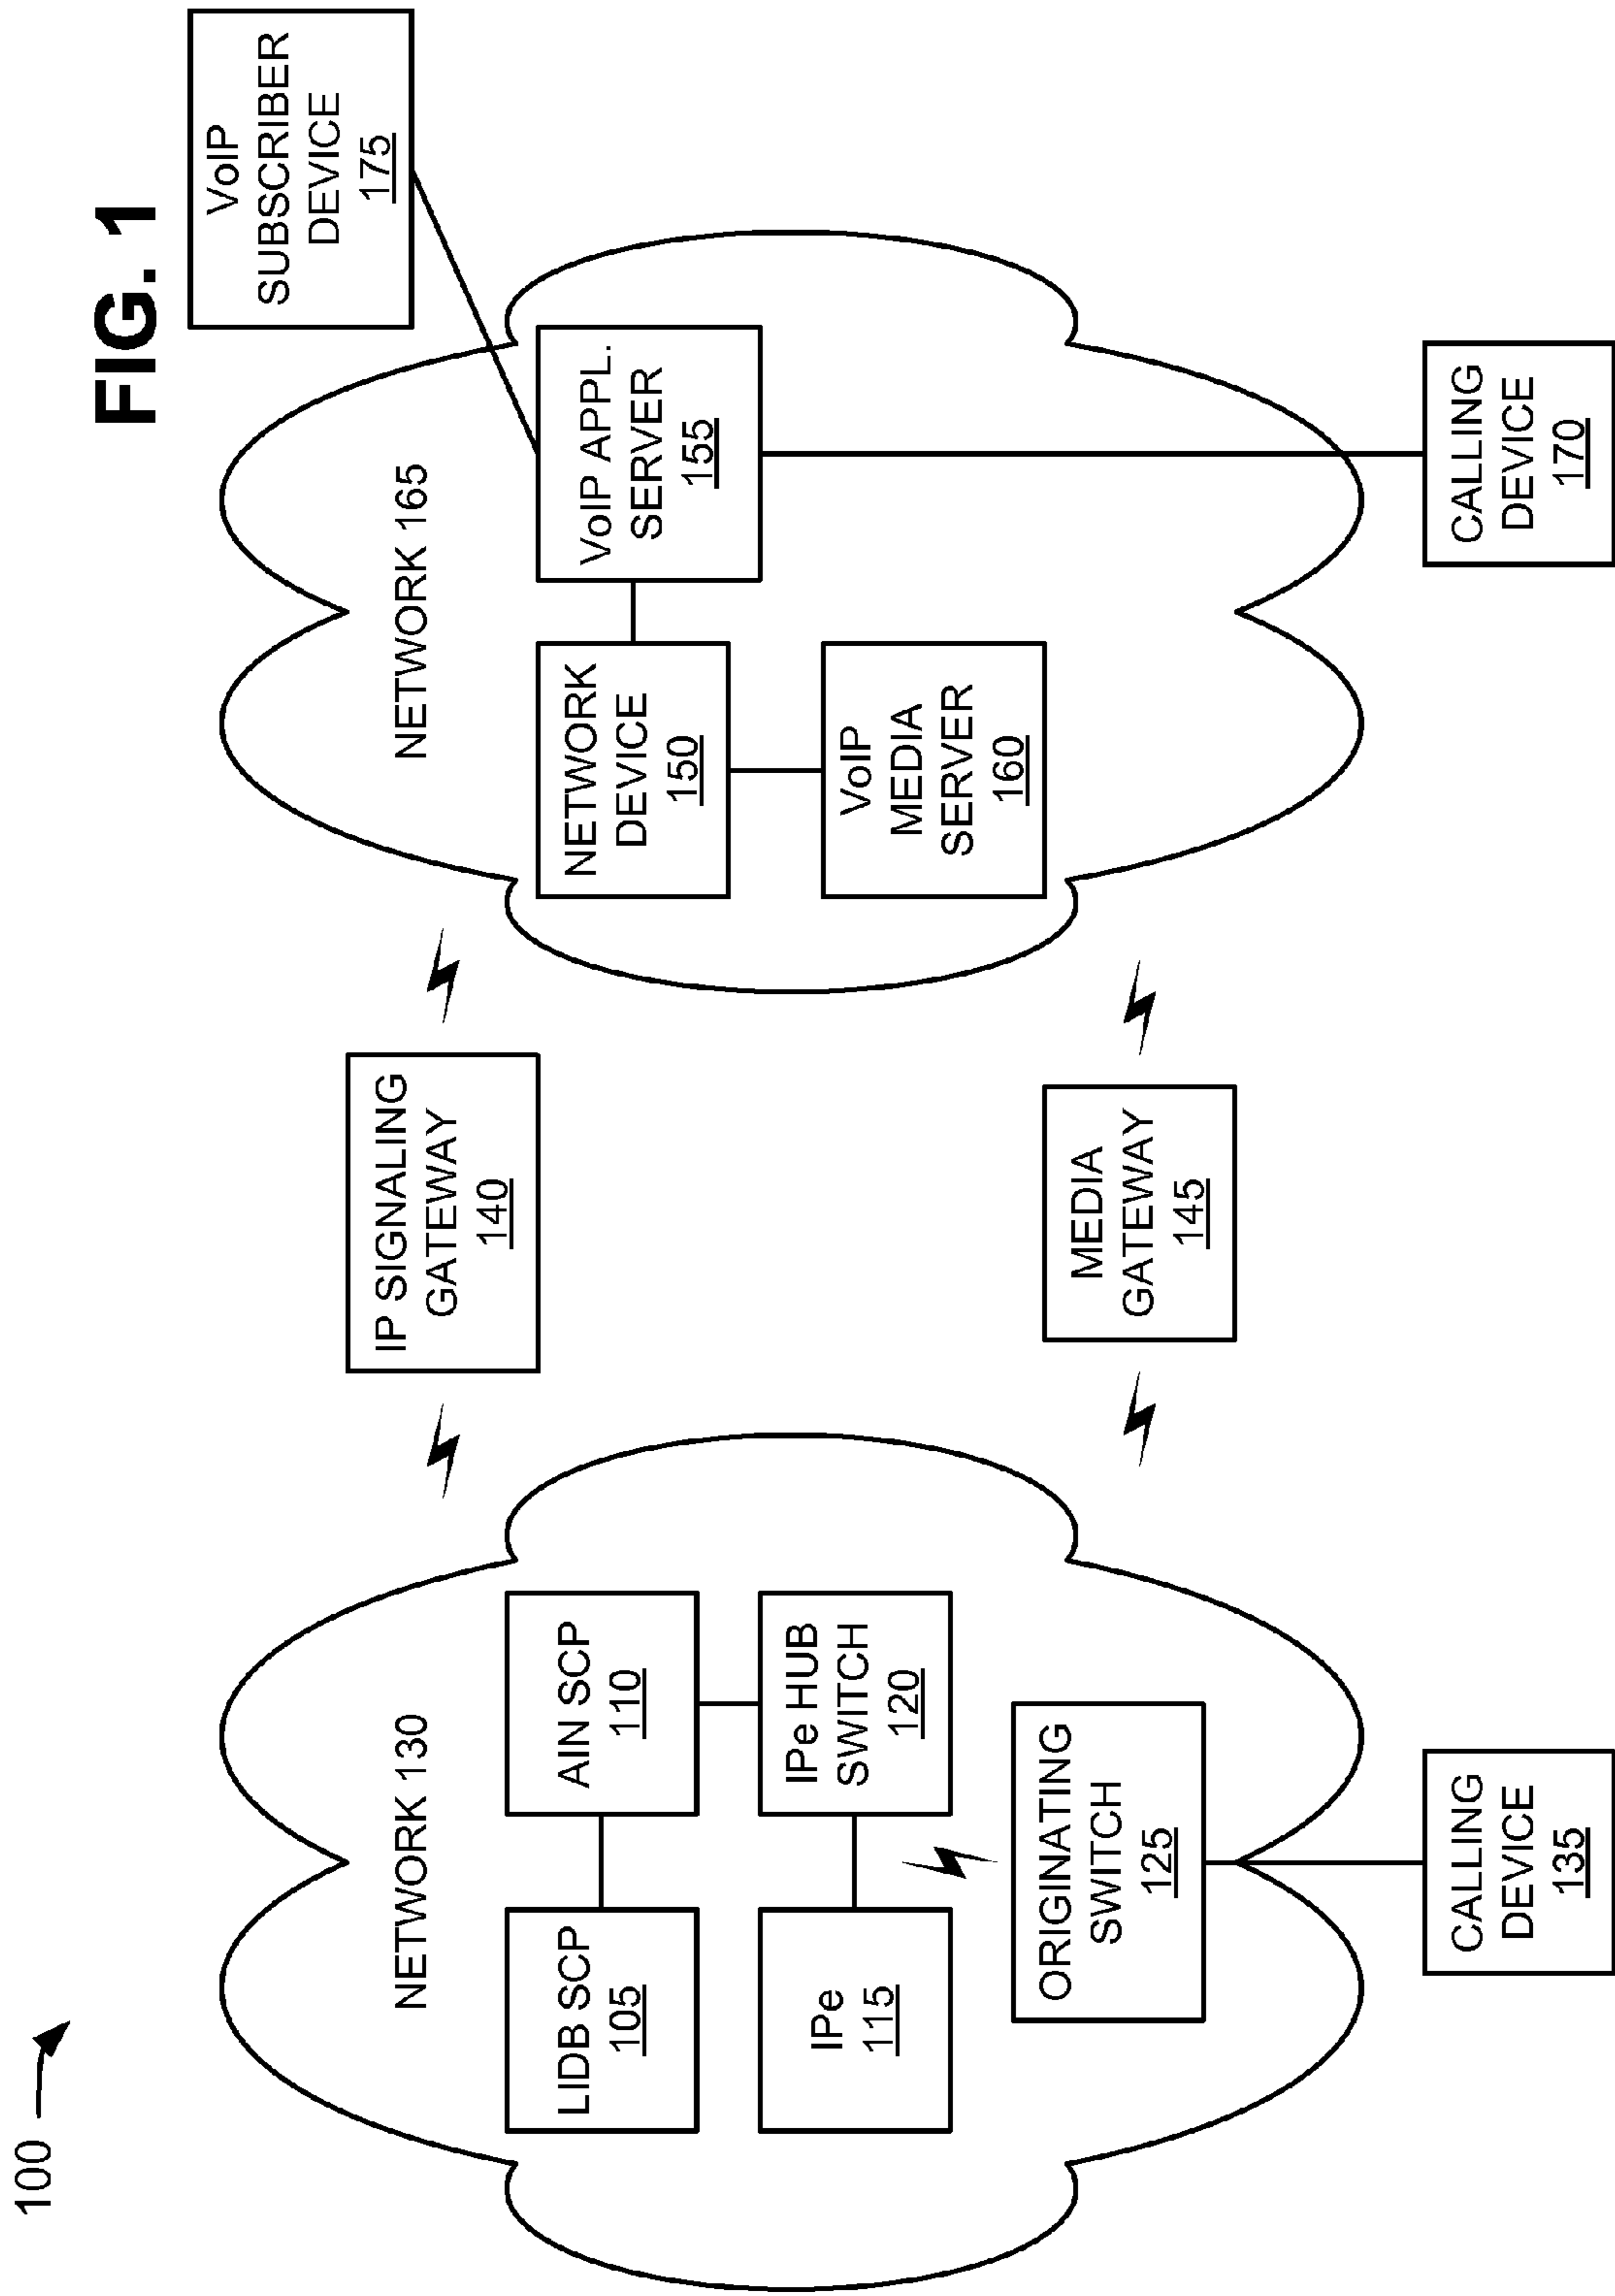 FIG. 1
100
NETWORK 130
LIDB SCP
105
AIN SCP
110
IPe
115
IPe HUB
SWITCH
120
ORIGINATING
SWITCH
125
CALLING
DEVICE
135
IP SIGNALING
GATEWAY
140
MEDIA
GATEWAY
145
NETWORK 165
NETWORK
DEVICE
150
VoIP APPL.
SERVER
155
VoIP
MEDIA
SERVER
160
CALLING
DEVICE
170
VoIP
SUBSCRIBER
DEVICE
175